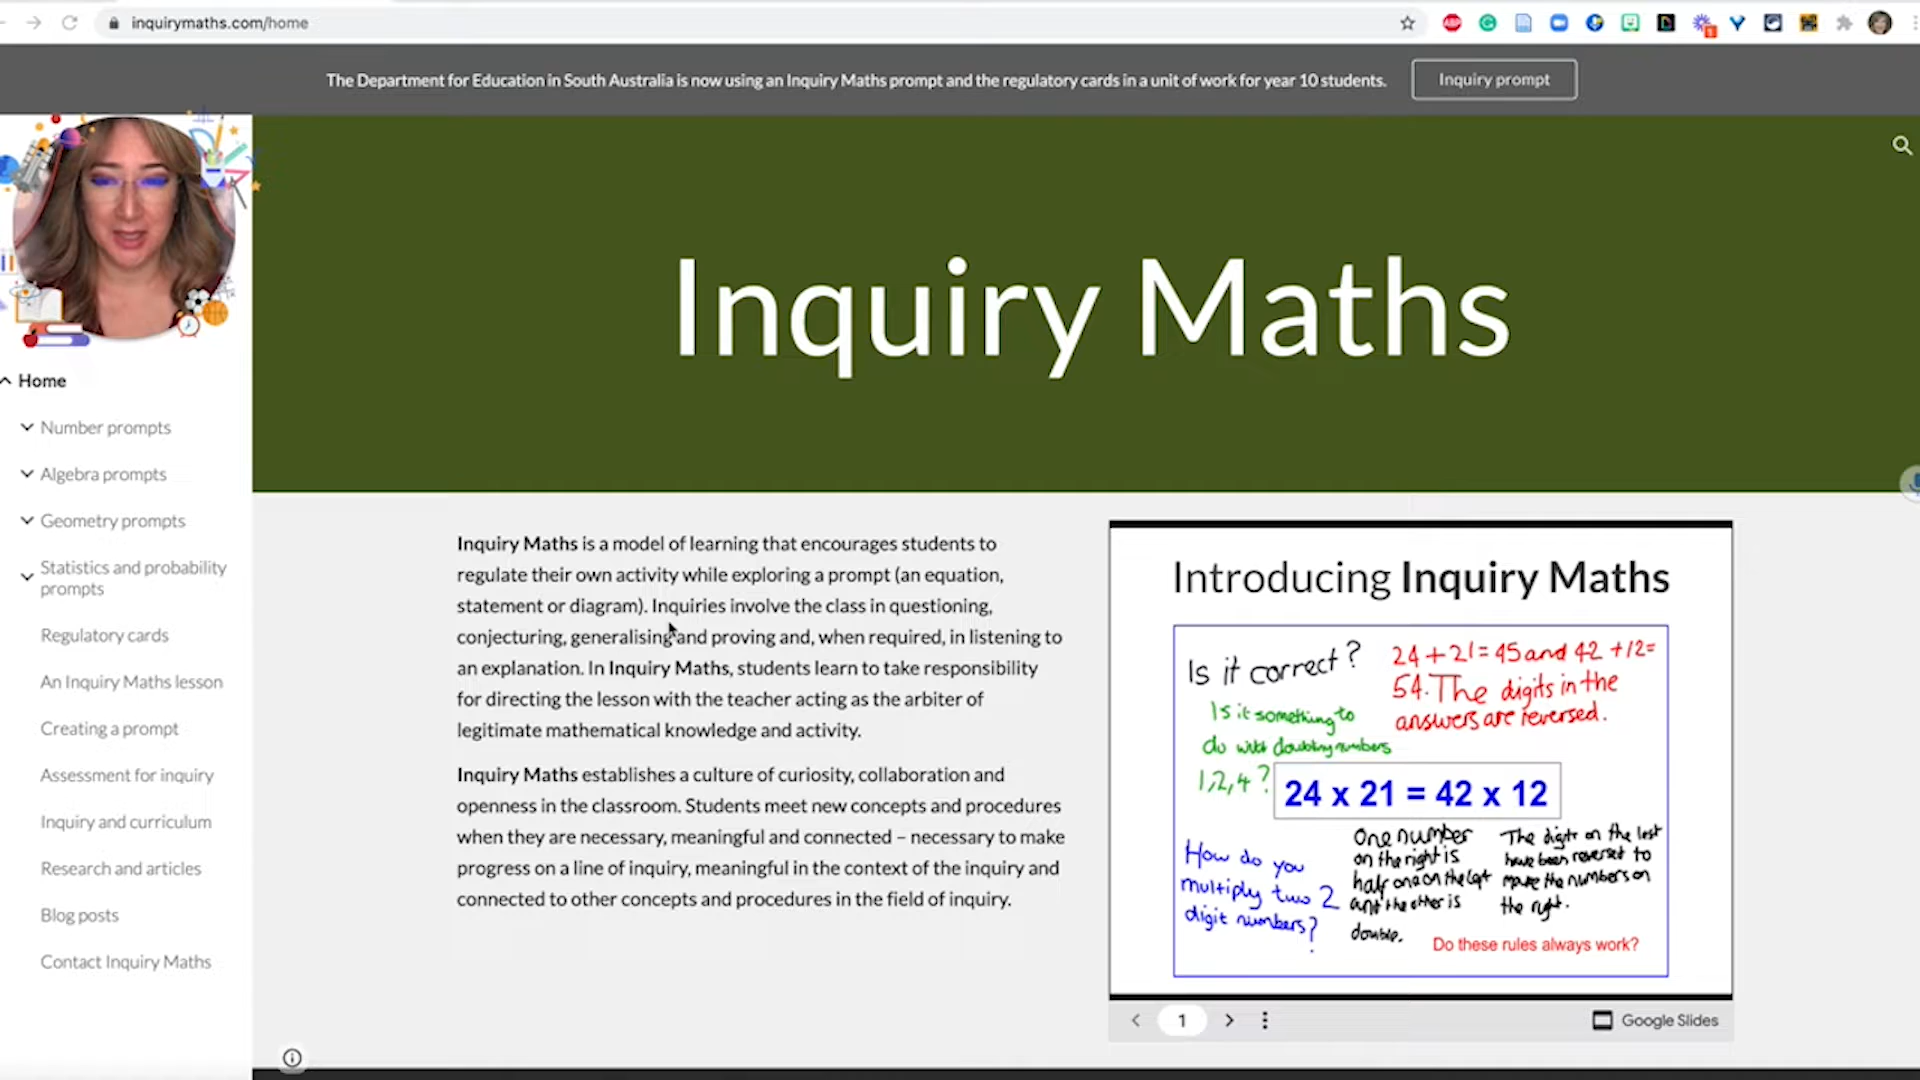 inquirymaths.com/home
The Department for Education in South Australia is now using an Inquiry Maths prompt and the regulatory cards in a unit of work for year 10 students.
Inquiry prompt
Home
Number prompts
Algebra prompts
Geometry prompts
Statistics and probability
prompts
Regulatory cards
An Inquiry Maths lesson
Creating a prompt
Assessment for inquiry
Inquiry and curriculum
Research and articles
Blog posts
Contact Inquiry Maths
Inquiry Maths
Inquiry Maths is a model of learning that encourages students to
regulate their own activity while exploring a prompt (an equation,
statement or diagram). Inquiries involve the class in questioning,
conjecturing, generalising and proving and, when required, in listening to
an explanation. In Inquiry Maths, students learn to take responsibility
for directing the lesson with the teacher acting as the arbiter of
legitimate mathematical knowledge and activity.
Inquiry Maths establishes a culture of curiosity, collaboration and
openness in the classroom. Students meet new concepts and procedures
when they are necessary, meaningful and connected – necessary to make
progress on a line of inquiry, meaningful in the context of the inquiry and
connected to other concepts and procedures in the field of inquiry.
Introducing Inquiry Maths
Is it correct?
24 + 21 = 45 and 42 + 12 =
54. The digits in the
answers are reversed.
Is it something to
do with doubling numbers
1, 2, 4 ?
24 x 21 = 42 x 12
How do you
multiply two 2
digit numbers?
One number
on the right is
half one on the left
and the other is
double.
The digits on the left
have been reversed to
make the numbers on
the right.
Do these rules always work?
1
Google Slides